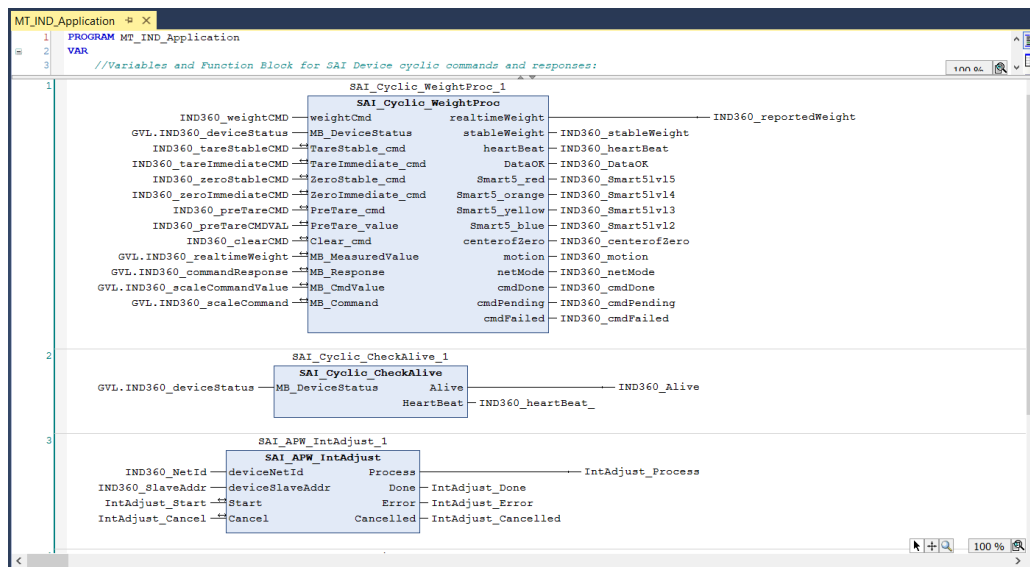 MT_IND_Application
1 PROGRAM MT_IND_Application
2 VAR
3 //Variables and Function Block for SAI Device cyclic commands and responses:
100 %
1
SAI_Cyclic_WeightProc_1
SAI_Cyclic_WeightProc
IND360_weightCMD weightCmd realtimeWeight IND360_reportedWeight
GVL.IND360_deviceStatus MB_DeviceStatus stableWeight IND360_stableWeight
IND360_tareStableCMD TareStable_cmd heartBeat IND360_heartBeat
IND360_tareImmediateCMD TareImmediate_cmd DataOK IND360_DataOK
IND360_zeroStableCMD ZeroStable_cmd Smart5_red IND360_Smart5lvl5
IND360_zeroImmediateCMD ZeroImmediate_cmd Smart5_orange IND360_Smart5lvl4
IND360_preTareCMD PreTare_cmd Smart5_yellow IND360_Smart5lvl3
IND360_preTareCMDVAL PreTare_value Smart5_blue IND360_Smart5lvl2
IND360_clearCMD Clear_cmd centerofZero IND360_centerofZero
GVL.IND360_realtimeWeight MB_MeasuredValue motion IND360_motion
GVL.IND360_commandResponse MB_Response netMode IND360_netMode
GVL.IND360_scaleCommandValue MB_CmdValue cmdDone IND360_cmdDone
GVL.IND360_scaleCommand MB_Command cmdPending IND360_cmdPending
cmdFailed IND360_cmdFailed
2
SAI_Cyclic_CheckAlive_1
SAI_Cyclic_CheckAlive
GVL.IND360_deviceStatus MB_DeviceStatus Alive IND360_Alive
HeartBeat IND360_heartBeat_
3
SAI_APW_IntAdjust_1
SAI_APW_IntAdjust
IND360_NetId deviceNetId Process IntAdjust_Process
IND360_SlaveAddr deviceSlaveAddr Done IntAdjust_Done
IntAdjust_Start Start Error IntAdjust_Error
IntAdjust_Cancel Cancel Cancelled IntAdjust_Cancelled
100 %